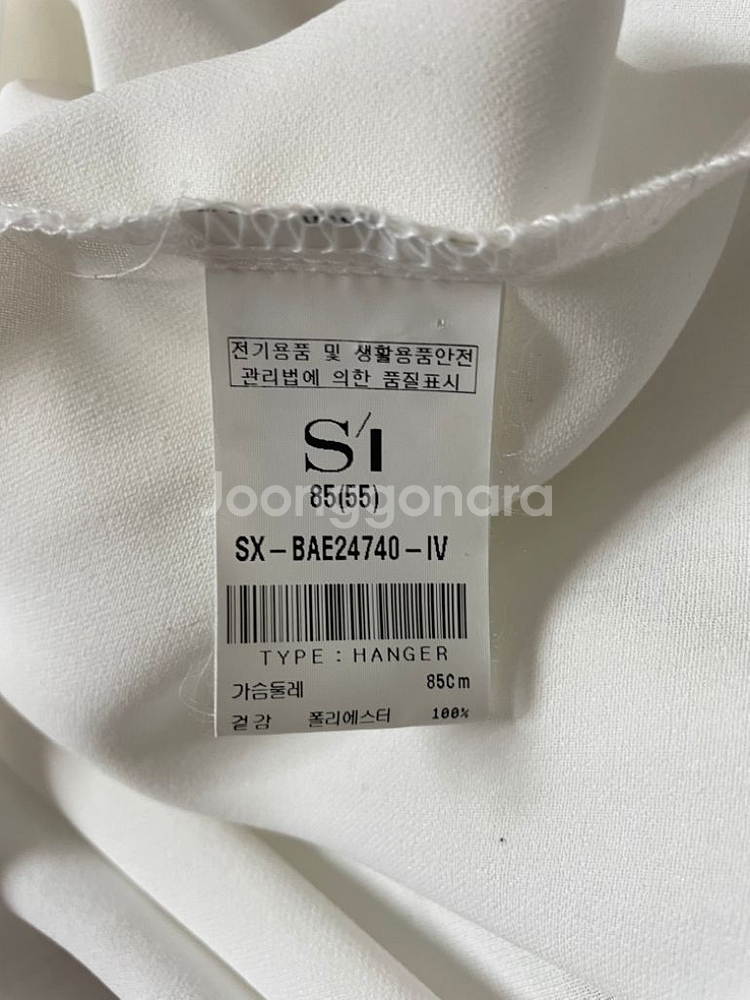 전기용품 및 생활용품안전
관리법에 의한 품질표시
S/I
85(55)
Joonggonara
SX-BAE24740-IV
TYPE : HANGER
가슴둘레 85Cm
겉감 폴리에스터 100%